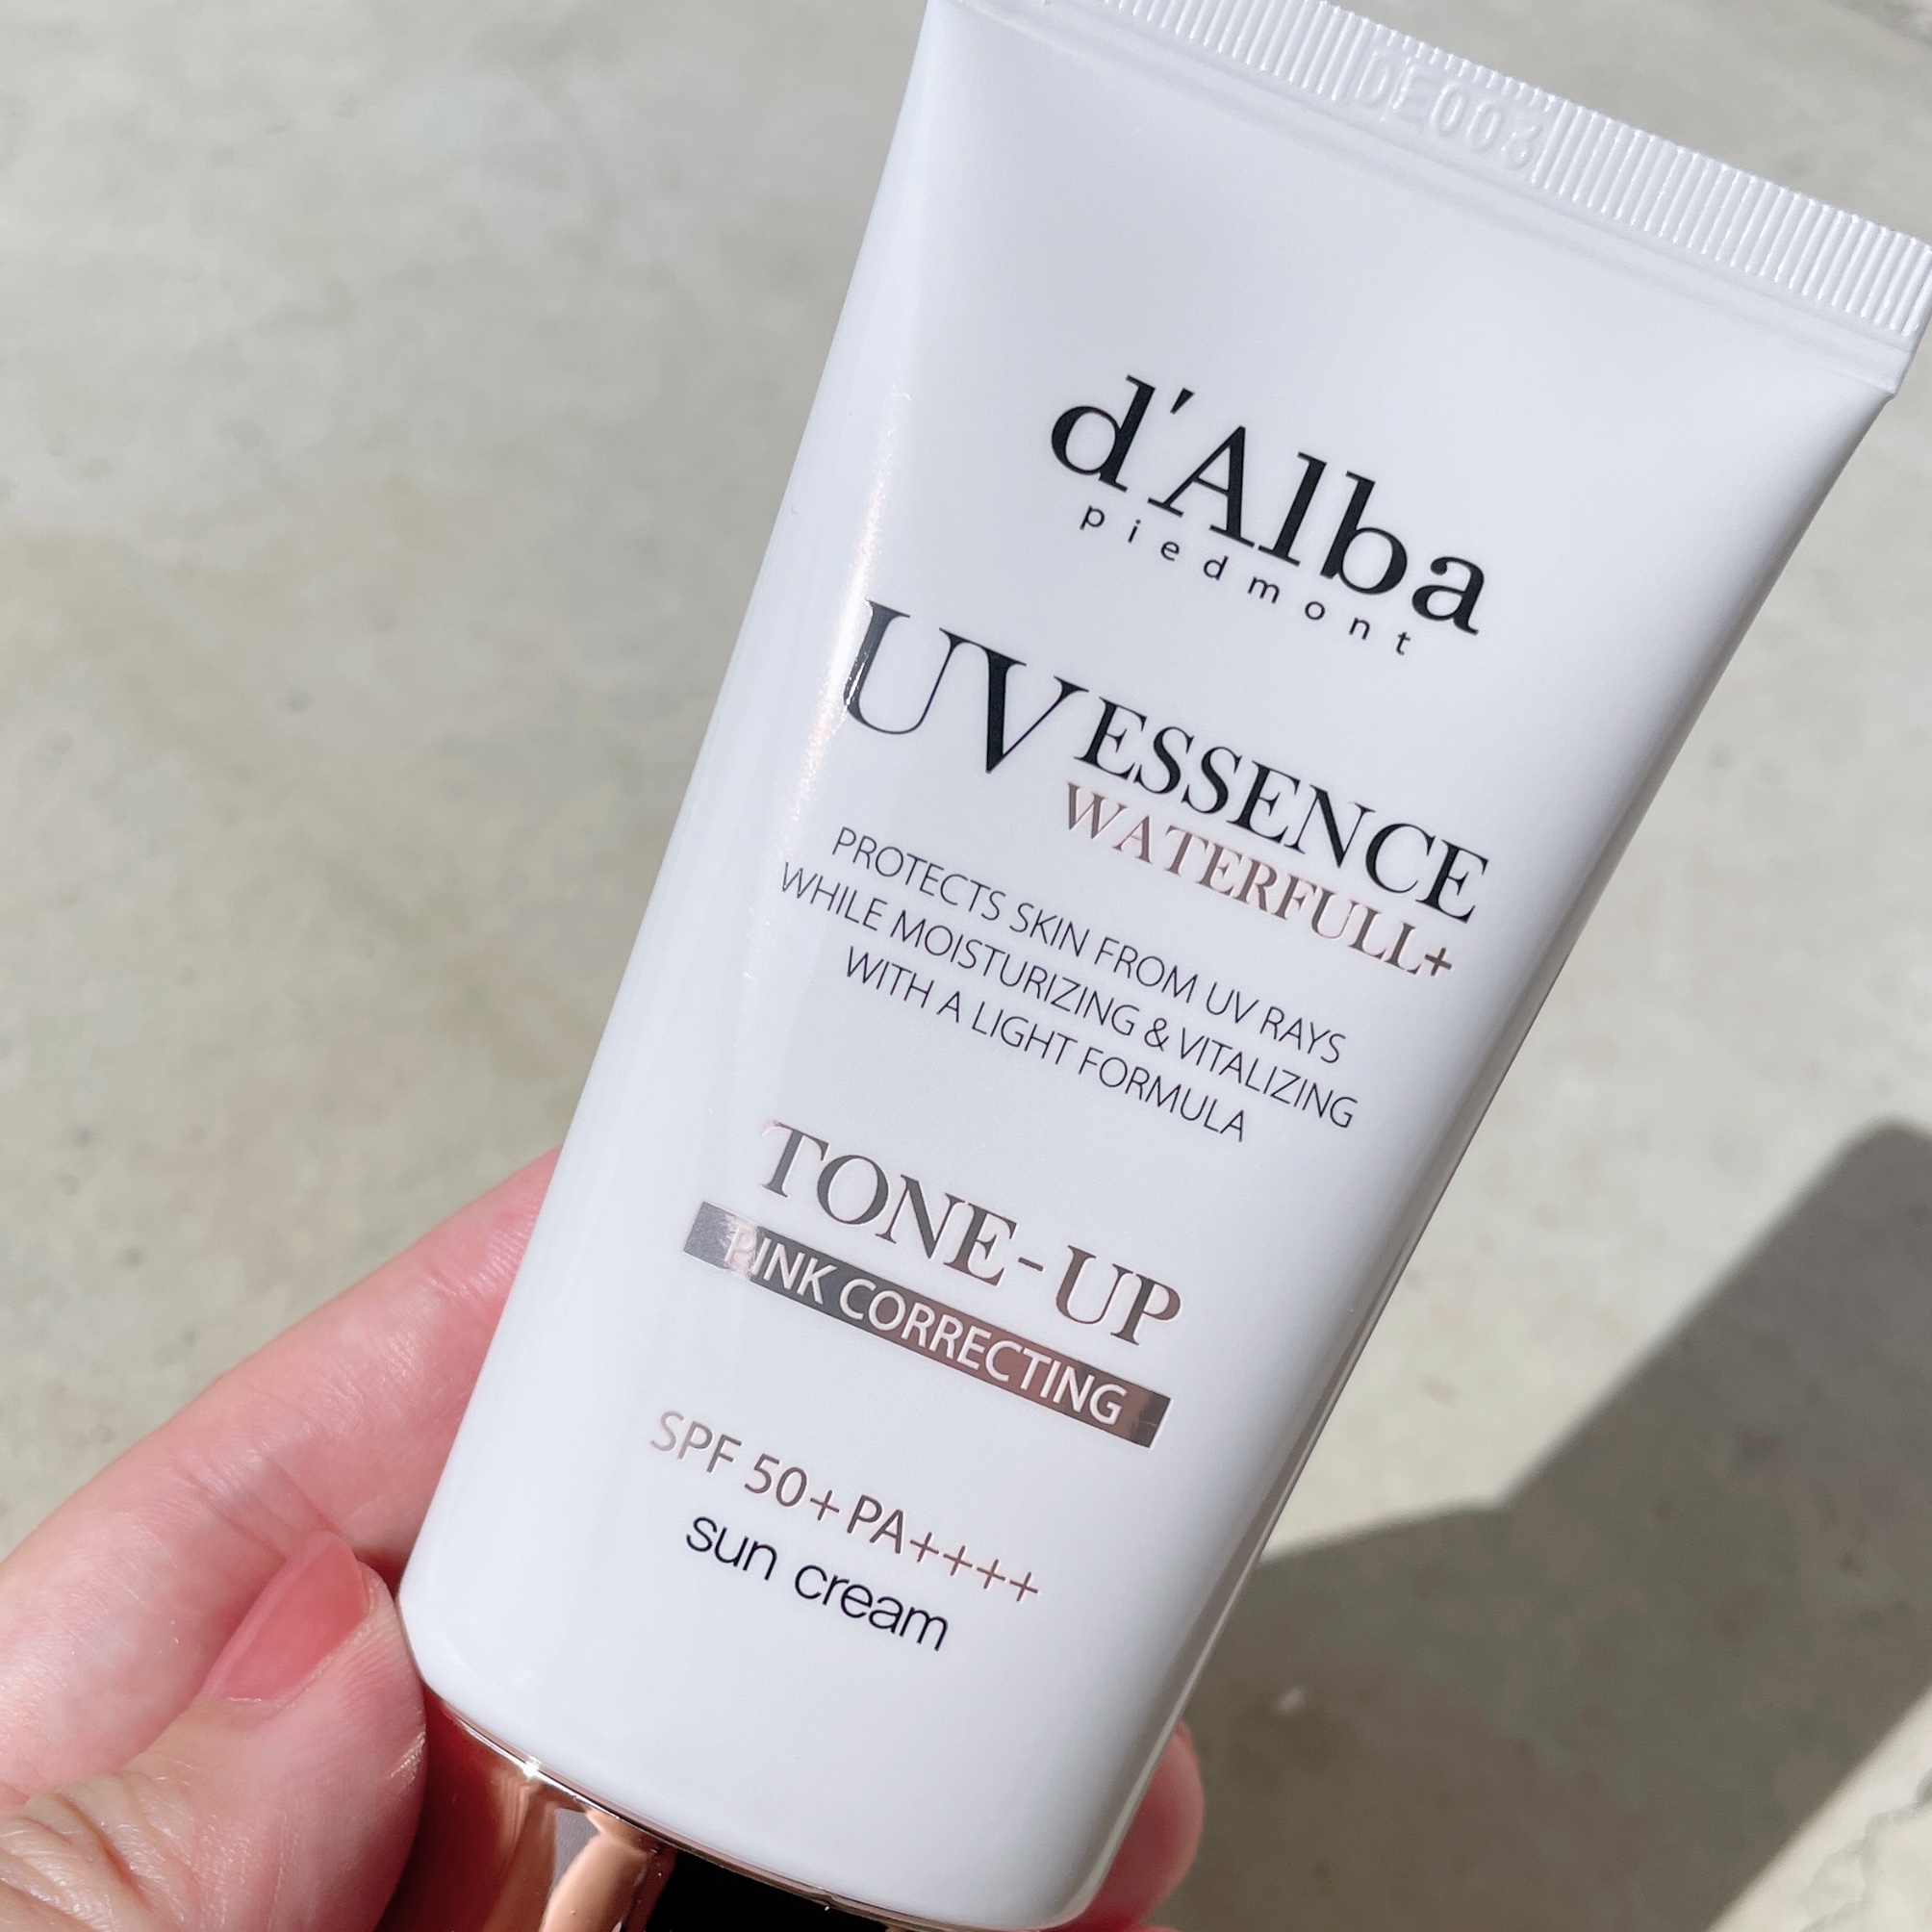 d'Alba
piedmont
UV ESSENCE
WATERFULL+
PROTECTS SKIN FROM UV RAYS
WHILE MOISTURIZING & VITALIZING
WITH A LIGHT FORMULA
TONE-UP
PINK CORRECTING
SPF 50+ PA++++
sun cream